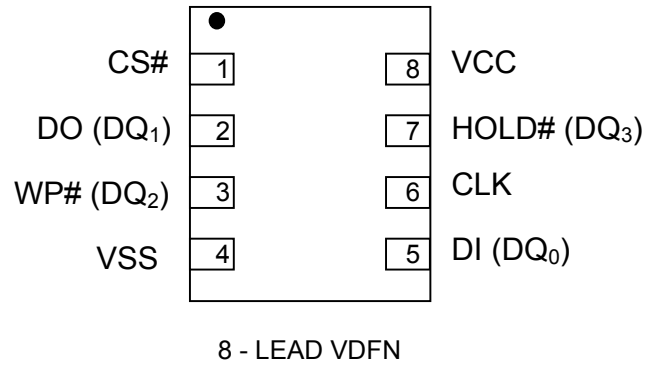 CS# 1 8 VCC
DO (DQ₁) 2 7 HOLD# (DQ₃)
WP# (DQ₂) 3 6 CLK
VSS 4 5 DI (DQ₀)
8 - LEAD VDFN